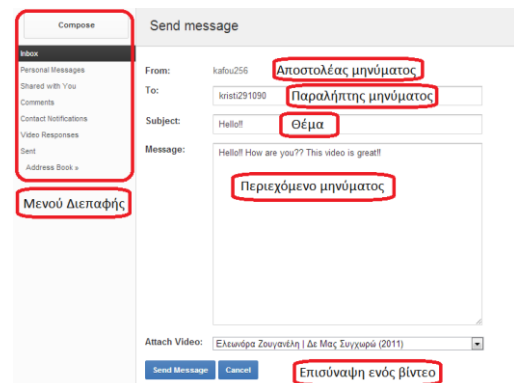 Compose
Inbox
Personal Messages
Shared with You
Comments
Contact Notifications
Video Responses
Sent
Address Book »
Μενού Διεπαφής
Send message
From: kafou256 Αποστολέας μηνύματος
To: kristi291090 Παραλήπτης μηνύματος
Subject: Hello!! Θέμα
Message: Hello!! How are you?? This video is great!!
Περιεχόμενο μηνύματος
Attach Video: Ελεωνόρα Ζουγανέλη | Δε Μας Συγχωρώ (2011)
Send Message Cancel Επισύναψη ενός βίντεο